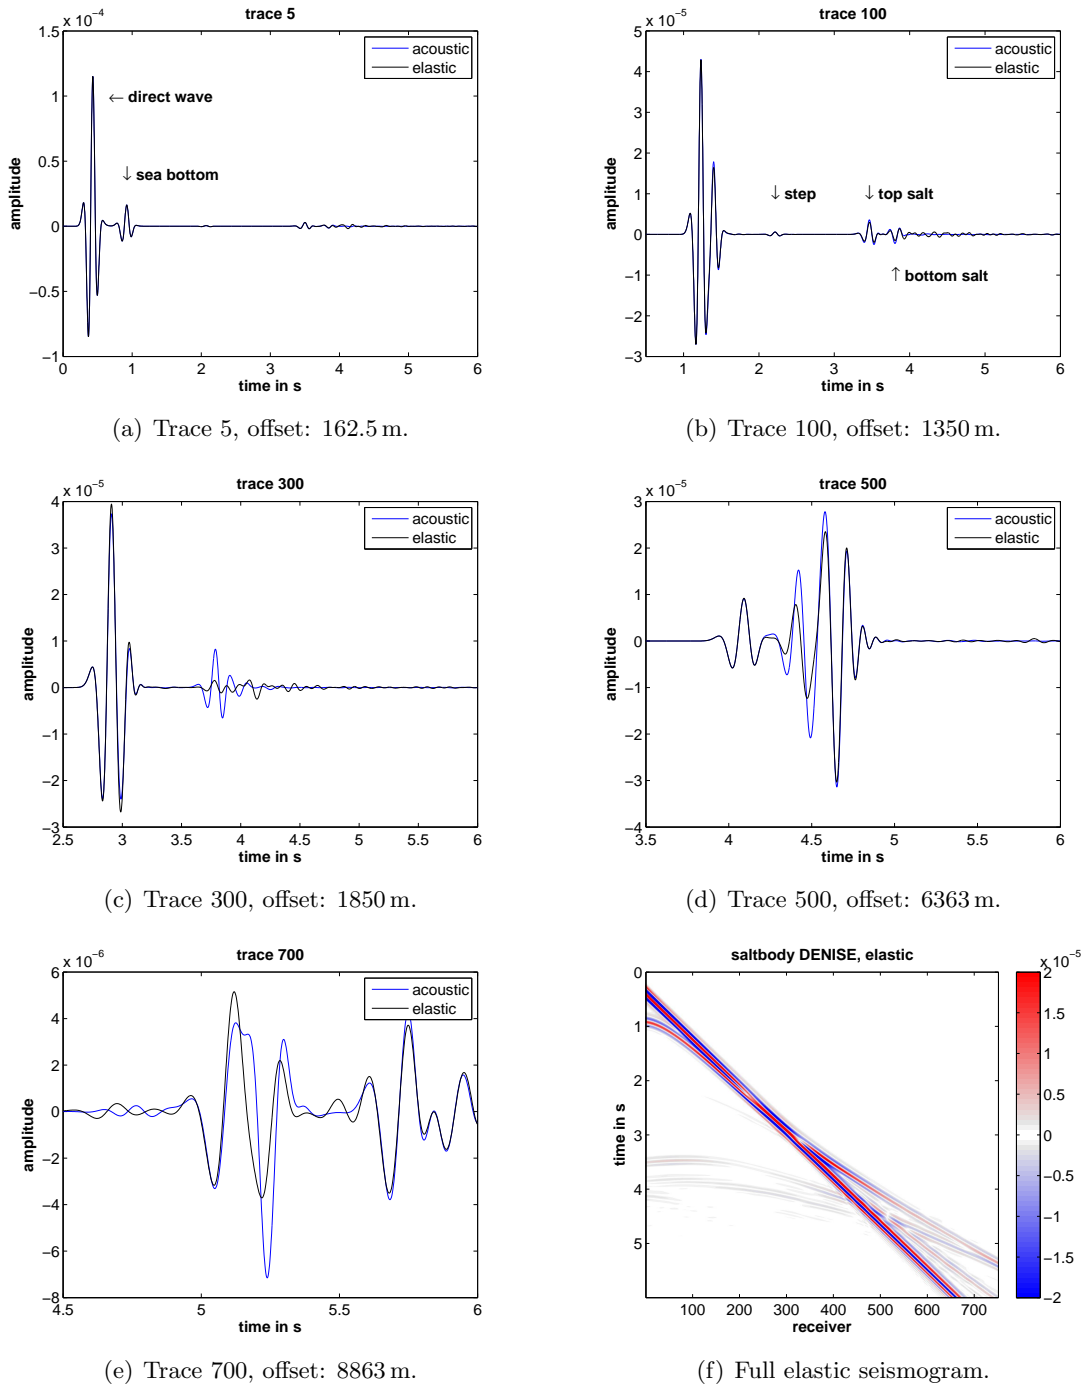 trace 5
x 10⁻⁴
1.5
1
0.5
0
−0.5
−1
0 1 2 3 4 5 6
amplitude
time in s
acoustic
elastic
← direct wave
↓ sea bottom
(a) Trace 5, offset: 162.5 m.
trace 100
x 10⁻⁵
5
4
3
2
1
0
−1
−2
−3
1 2 3 4 5 6
amplitude
time in s
acoustic
elastic
↓ step
↓ top salt
↑ bottom salt
(b) Trace 100, offset: 1350 m.
trace 300
x 10⁻⁵
4
3
2
1
0
−1
−2
−3
2.5 3 3.5 4 4.5 5 5.5 6
amplitude
time in s
acoustic
elastic
(c) Trace 300, offset: 1850 m.
trace 500
x 10⁻⁵
3
2
1
0
−1
−2
−3
−4
3.5 4 4.5 5 5.5 6
amplitude
time in s
acoustic
elastic
(d) Trace 500, offset: 6363 m.
trace 700
x 10⁻⁶
6
4
2
0
−2
−4
−6
−8
4.5 5 5.5 6
amplitude
time in s
acoustic
elastic
(e) Trace 700, offset: 8863 m.
saltbody DENISE, elastic
0
1
2
3
4
5
100 200 300 400 500 600 700
time in s
receiver
x 10⁻⁵
2
1.5
1
0.5
0
−0.5
−1
−1.5
−2
(f) Full elastic seismogram.